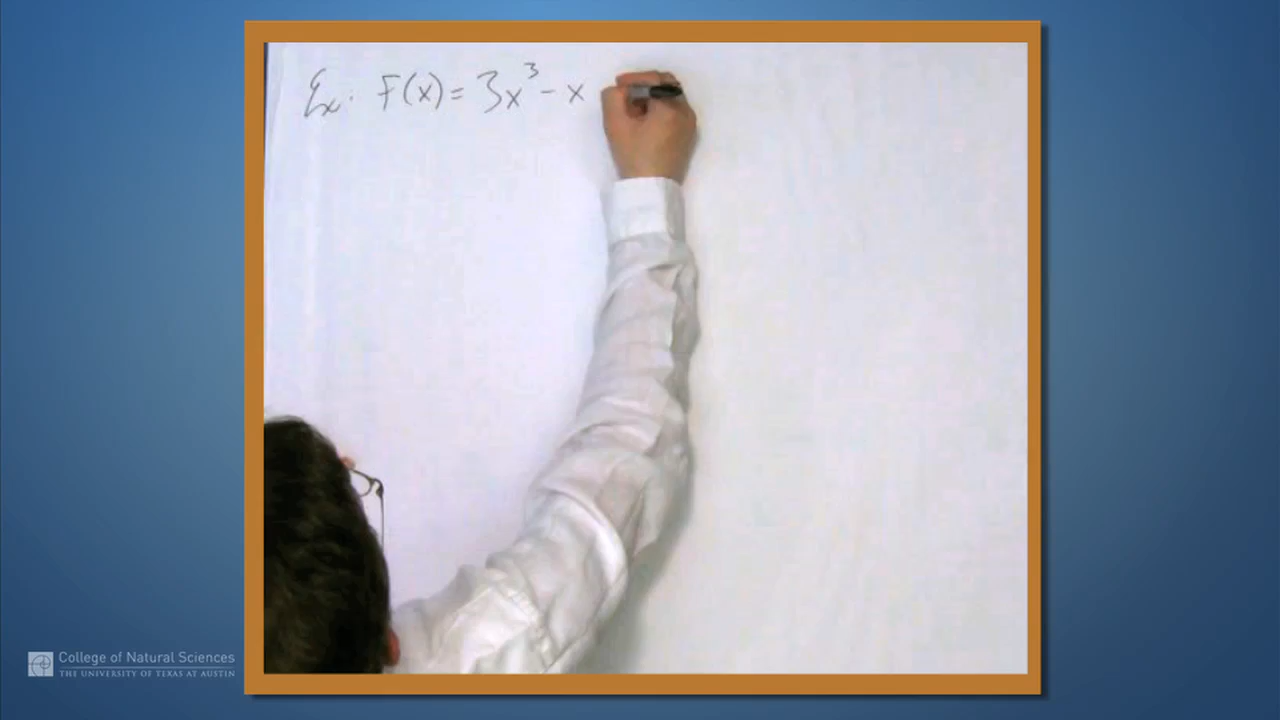 Ex: F(x) = 3x³ - x
College of Natural Sciences
THE UNIVERSITY OF TEXAS AT AUSTIN